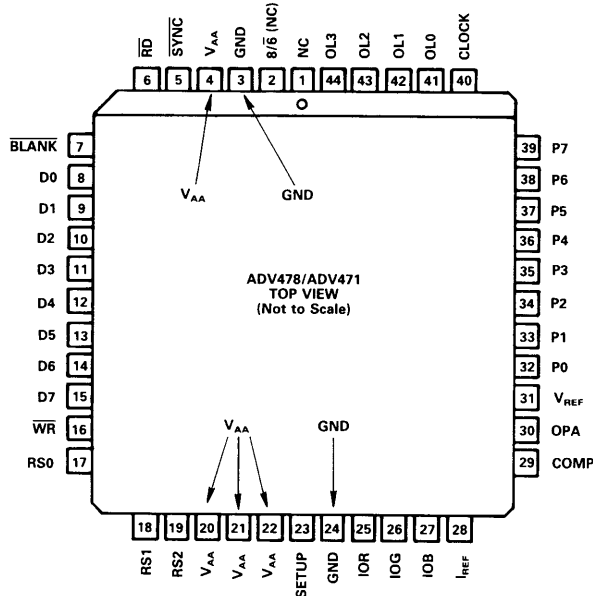 R̅D̅
S̅Y̅N̅C̅
VAA
GND
8/6̅ (NC)
NC
OL3
OL2
OL1
OL0
CLOCK
6 5 4 3 2 1 44 43 42 41 40
B̅L̅A̅N̅K̅ 7
D0 8
D1 9
D2 10
D3 11
D4 12
D5 13
D6 14
D7 15
W̅R̅ 16
RS0 17
39 P7
38 P6
37 P5
36 P4
35 P3
34 P2
33 P1
32 P0
31 VREF
30 OPA
29 COMP
VAA GND
ADV478/ADV471
TOP VIEW
(Not to Scale)
VAA GND
18 19 20 21 22 23 24 25 26 27 28
RS1
RS2
VAA
VAA
VAA
SETUP
GND
IOR
IOG
IOB
IREF